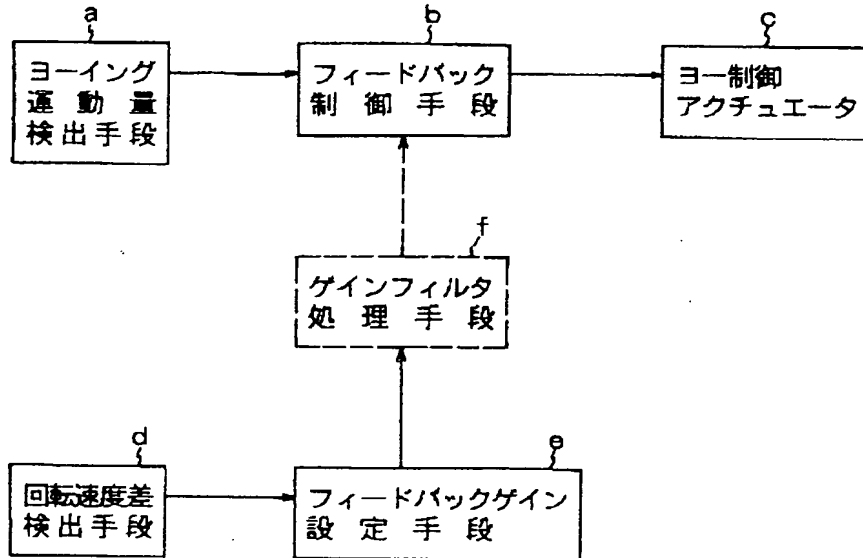 a
ヨーイング
運動量
検出手段
b
フィードバック
制御手段
c
ヨー制御
アクチュエータ
f
ゲインフィルタ
処理手段
d
回転速度差
検出手段
e
フィードバックゲイン
設定手段